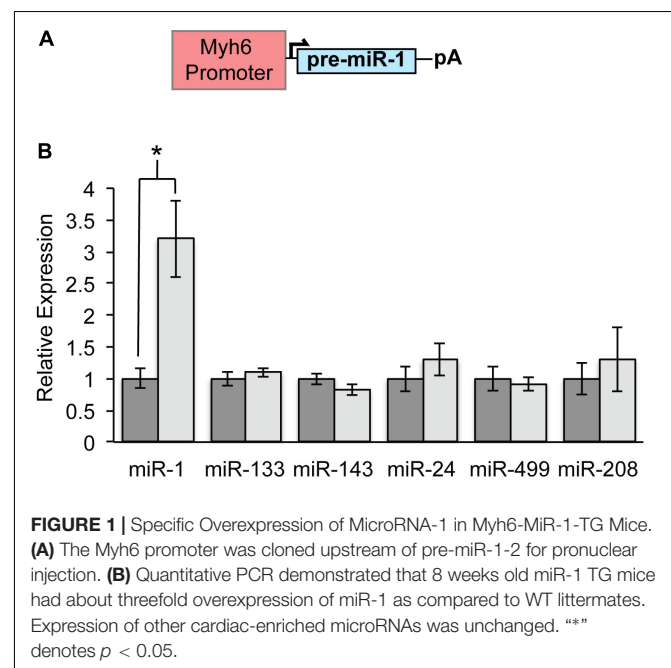 A
Myh6
Promoter
pre-miR-1
pA
B
*
Relative Expression
4
3.5
3
2.5
2
1.5
1
0.5
0
miR-1 miR-133 miR-143 miR-24 miR-499 miR-208
FIGURE 1 | Specific Overexpression of MicroRNA-1 in Myh6-MiR-1-TG Mice.
(A) The Myh6 promoter was cloned upstream of pre-miR-1-2 for pronuclear
injection. (B) Quantitative PCR demonstrated that 8 weeks old miR-1 TG mice
had about threefold overexpression of miR-1 as compared to WT littermates.
Expression of other cardiac-enriched microRNAs was unchanged. “*”
denotes p < 0.05.